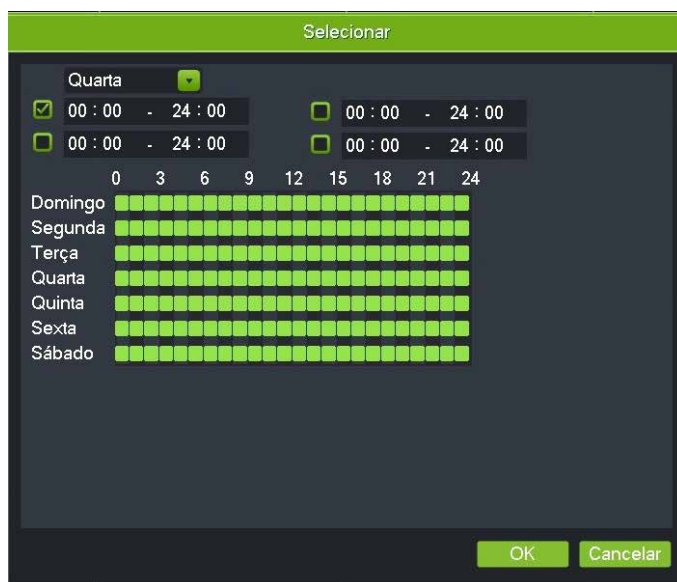 Selecionar
Quarta
00 : 00 - 24 : 00 00 : 00 - 24 : 00
00 : 00 - 24 : 00 00 : 00 - 24 : 00
0 3 6 9 12 15 18 21 24
Domingo
Segunda
Terça
Quarta
Quinta
Sexta
Sábado
OK Cancelar